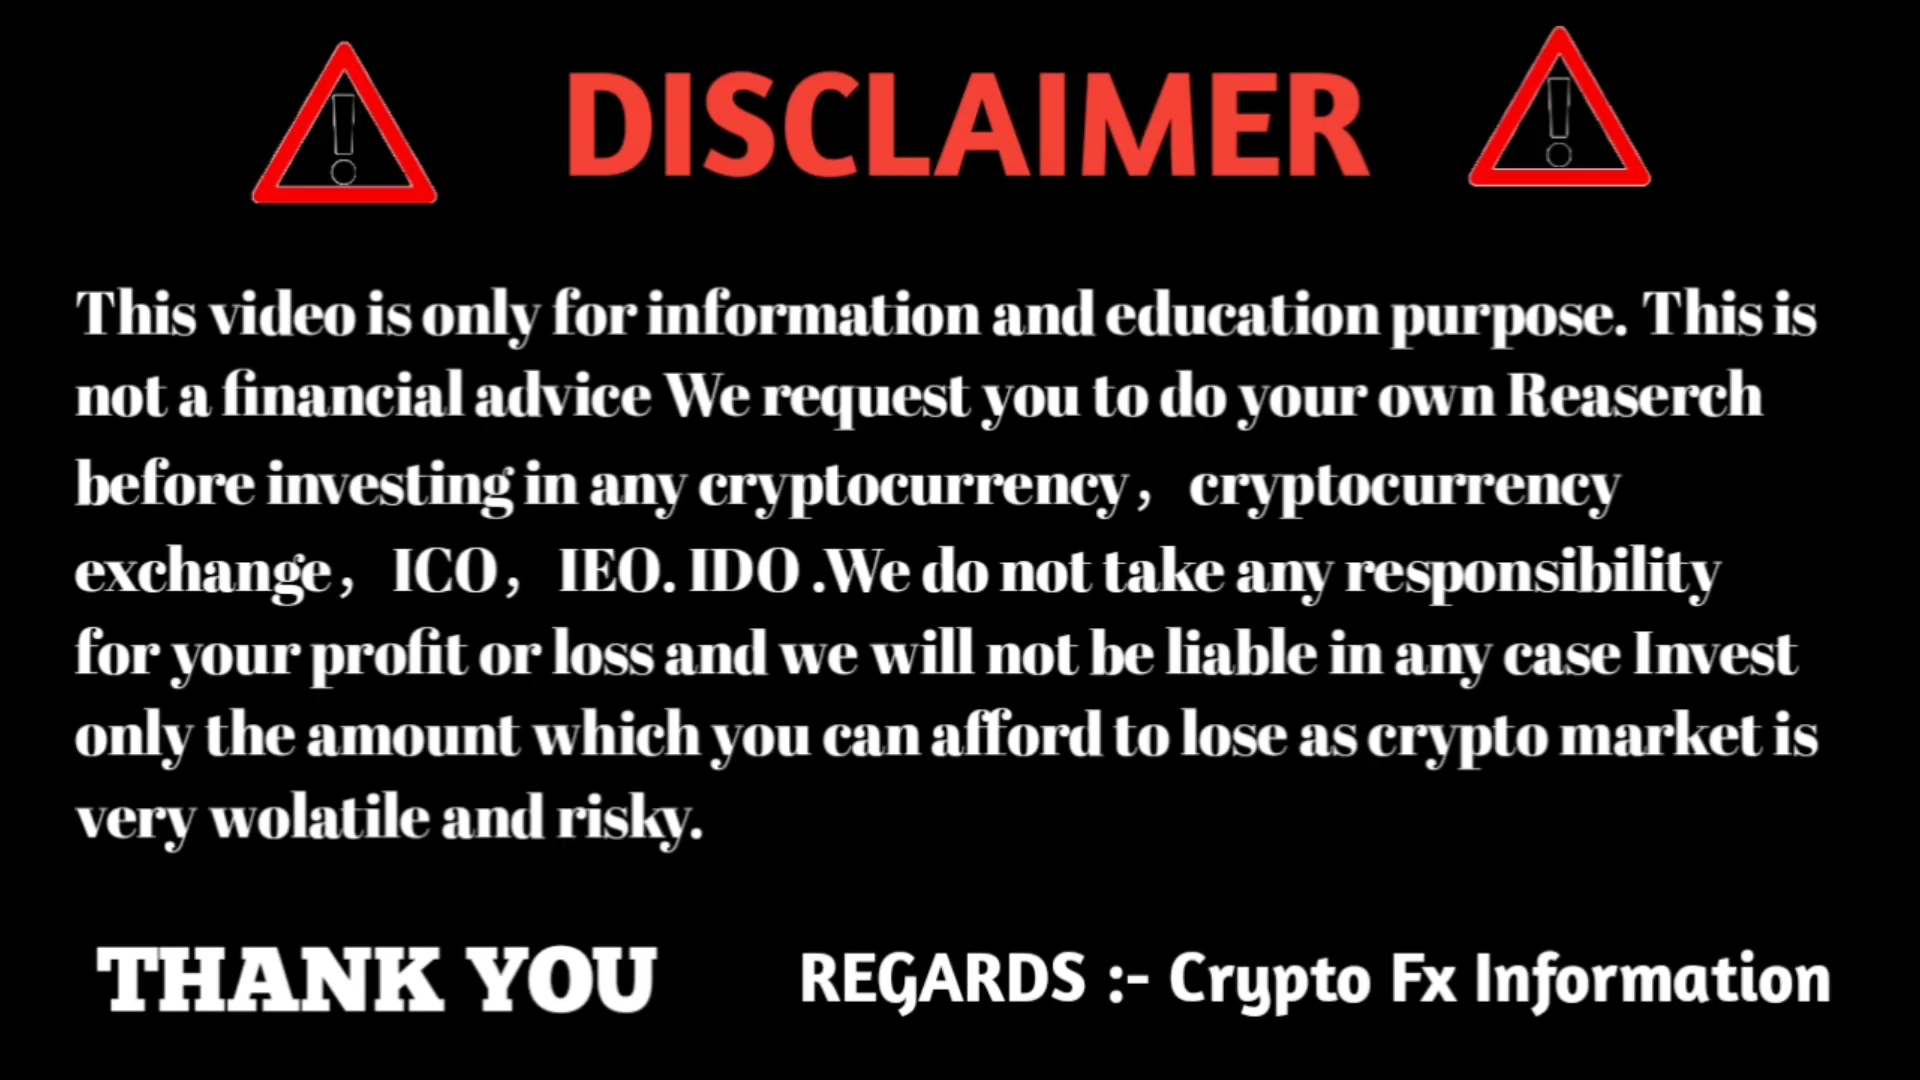 DISCLAIMER
This video is only for information and education purpose. This is
not a financial advice We request you to do your own Reaserch
before investing in any cryptocurrency, cryptocurrency
exchange, ICO, IEO. IDO .We do not take any responsibility
for your profit or loss and we will not be liable in any case Invest
only the amount which you can afford to lose as crypto market is
very wolatile and risky.
THANK YOU
REGARDS :- Crypto Fx Information